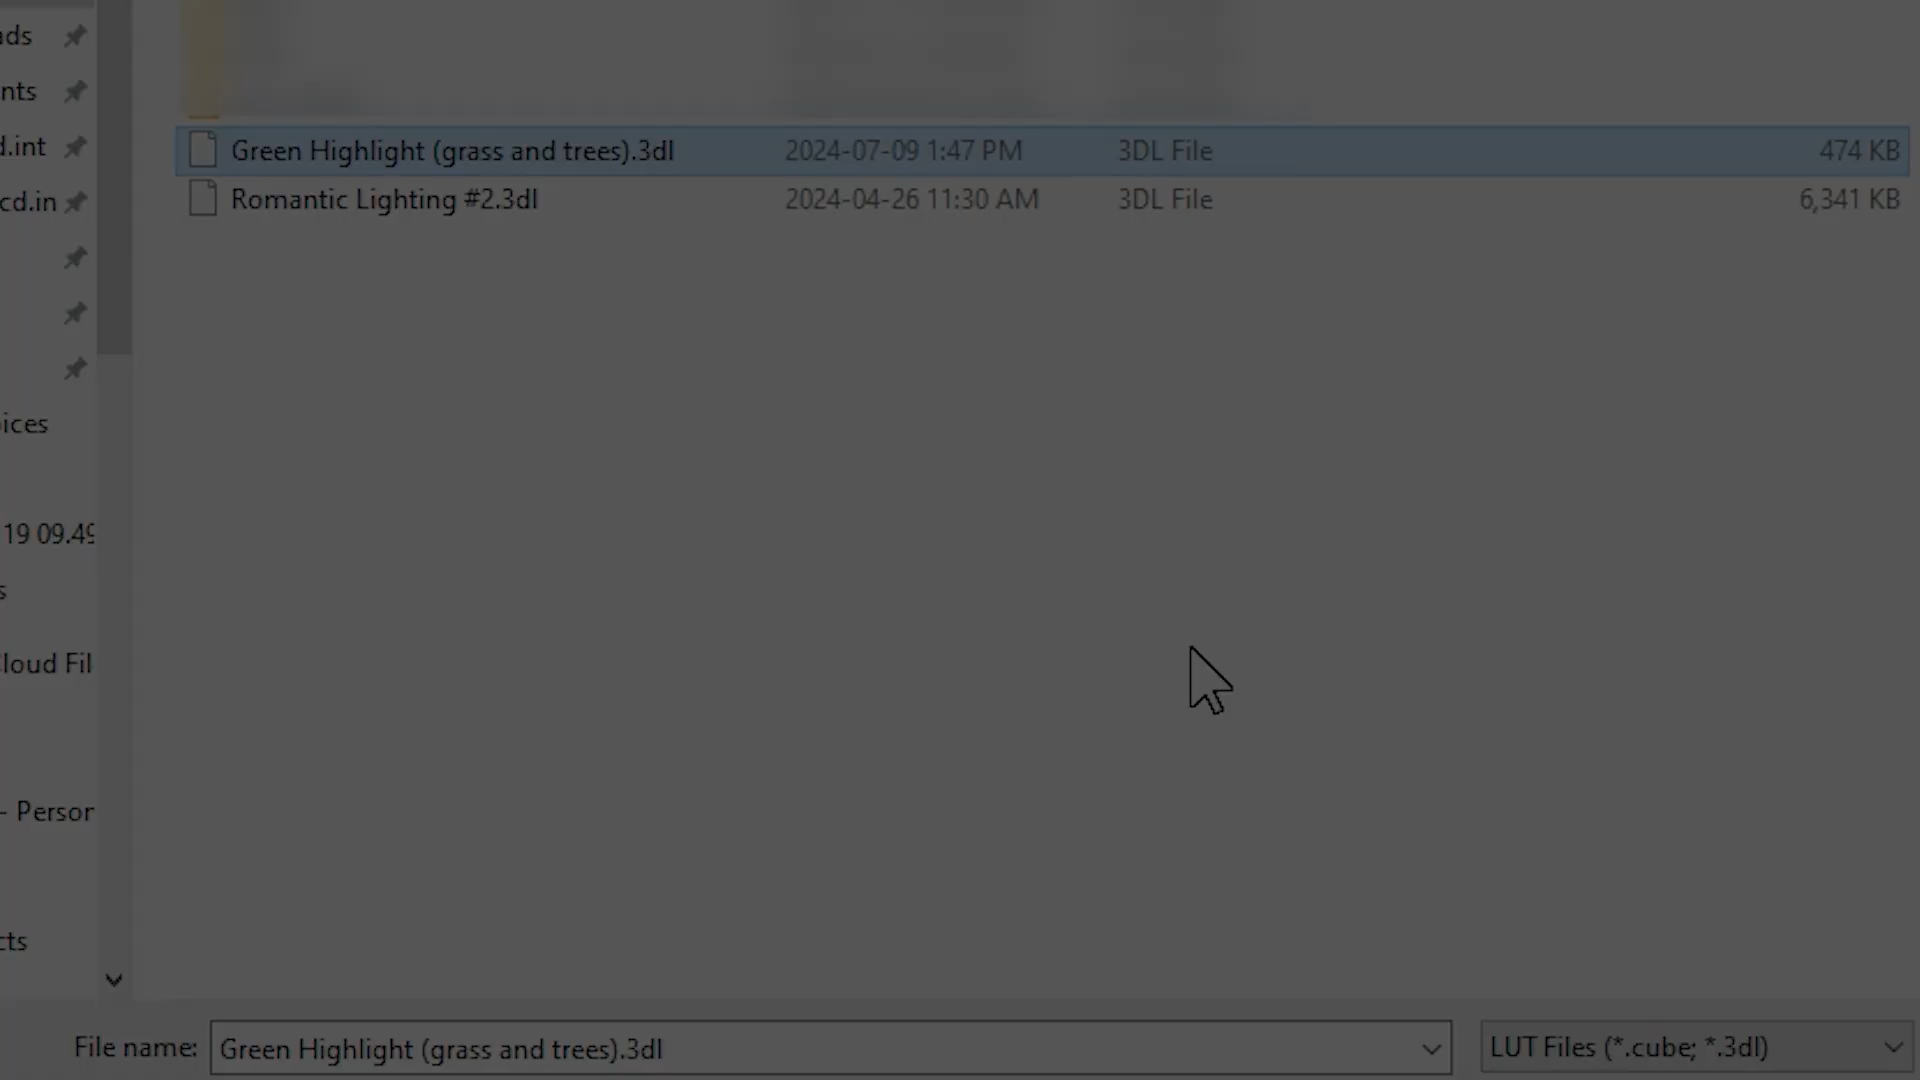 ads
nts
d.int
cd.in
ices
19 09.49
s
loud Fil
- Person
cts
Green Highlight (grass and trees).3dl 2024-07-09 1:47 PM 3DL File 474 KB
Romantic Lighting #2.3dl 2024-04-26 11:30 AM 3DL File 6,341 KB
File name: Green Highlight (grass and trees).3dl LUT Files (*.cube; *.3dl)